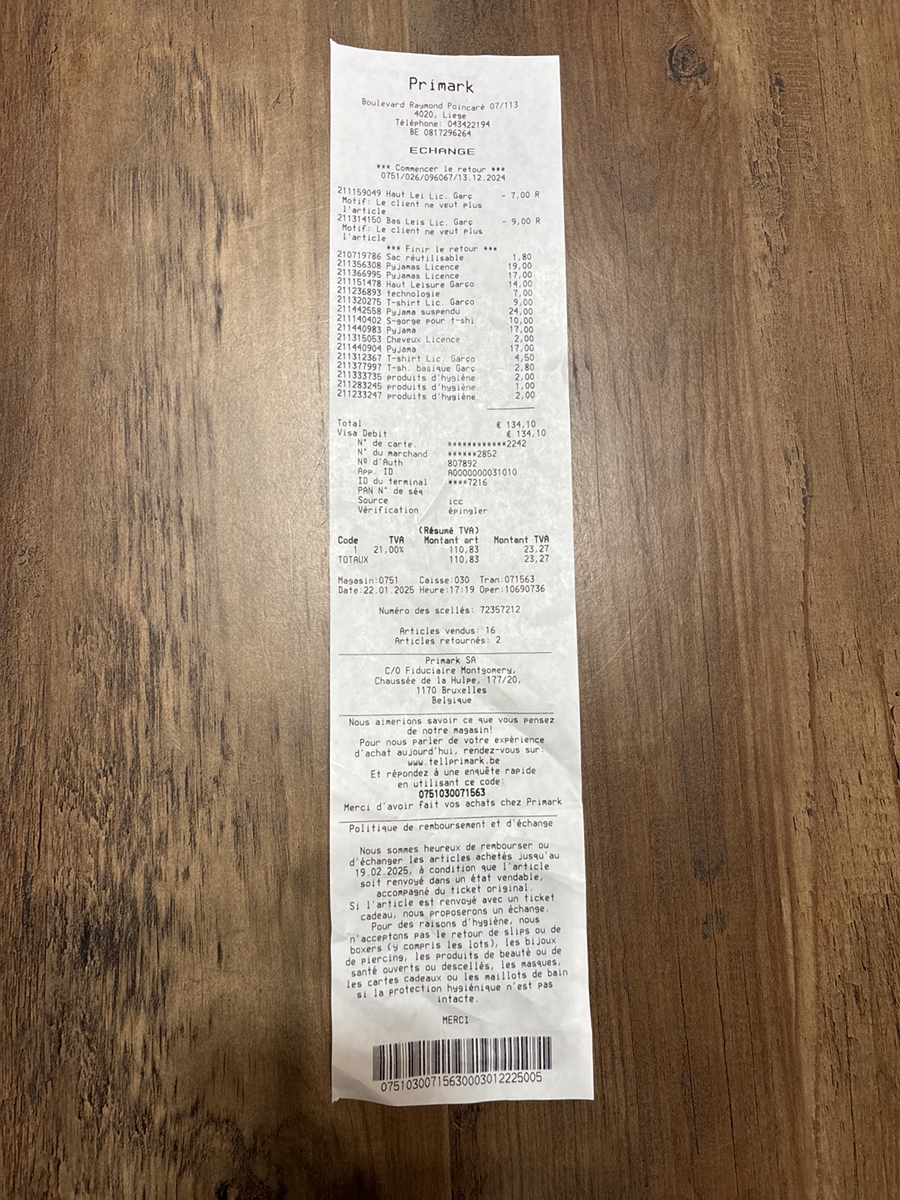 Primark
Boulevard Raymond Poincaré 07/113
4020, Liege
Téléphone: 043422194
BE 0817296264
ECHANGE
*** Commencer le retour ***
0751/026/096067/13.12.2024
211159049 Haut Lei Lic. Garç - 7,00 R
Motif: Le client ne veut plus
l'article
211314150 Bas Leis Lic. Garç - 9,00 R
Motif: Le client ne veut plus
l'article
*** Finir le retour ***
210719786 Sac réutilisable 1,80
211356308 Pyjamas Licence 19,00
211366995 Pyjamas Licence 17,00
211151478 Haut Leisure Garço 14,00
211236893 technologie 7,00
211320275 T-shirt Lic. Garço 9,00
211442558 Pyjama suspendu 24,00
211140402 S-gorge pour t-shi 10,00
211440983 Pyjama 17,00
211315053 Cheveux Licence 2,00
211440904 Pyjama 17,00
211312367 T-shirt Lic. Garço 4,50
211377997 T-sh. basique Garç 2,80
211333735 produits d'hygiène 2,00
211283245 produits d'hygiène 1,00
211233247 produits d'hygiène 2,00
Total € 134,10
Visa Debit € 134,10
N° de carte. ************2242
N° du marchand ******2852
Nº d'Auth 807892
App. ID A0000000031010
ID du terminal ****7216
PAN N° de séq
Source icc
Vérification épingler
(Résumé TVA)
Code TVA Montant art Montant TVA
1 21,00% 110,83 23,27
TOTAUX 110,83 23,27
Magasin:0751 Caisse:030 Tran:071563
Date:22.01.2025 Heure:17:19 Oper:10690736
Numéro des scellés: 72357212
Articles vendus: 16
Articles retournés: 2
Primark SA
C/O Fiduciaire Montgomery,
Chaussée de la Hulpe, 177/20,
1170 Bruxelles
Belgique
Nous aimerions savoir ce que vous pensez
de notre magasin!
Pour nous parler de votre expérience
d'achat aujourd'hui, rendez-vous sur:
www.tellprimark.be
Et répondez à une enquête rapide
en utilisant ce code:
0751030071563
Merci d'avoir fait vos achats chez Primark
Politique de remboursement et d'échange
Nous sommes heureux de rembourser ou
d'échanger les articles achetés jusqu'au
19.02.2025, à condition que l'article
soit renvoyé dans un état vendable,
accompagné du ticket original.
Si l'article est renvoyé avec un ticket
cadeau, nous proposerons un échange.
Pour des raisons d'hygiène, nous
n'acceptons pas le retour de slips ou de
boxers (y compris les lots), les bijoux
de piercing, les produits de beauté ou de
santé ouverts ou descellés, les masques,
les cartes cadeaux ou les maillots de bain
si la protection hygiénique n'est pas
intacte.
MERCI
07510300715630003012225005